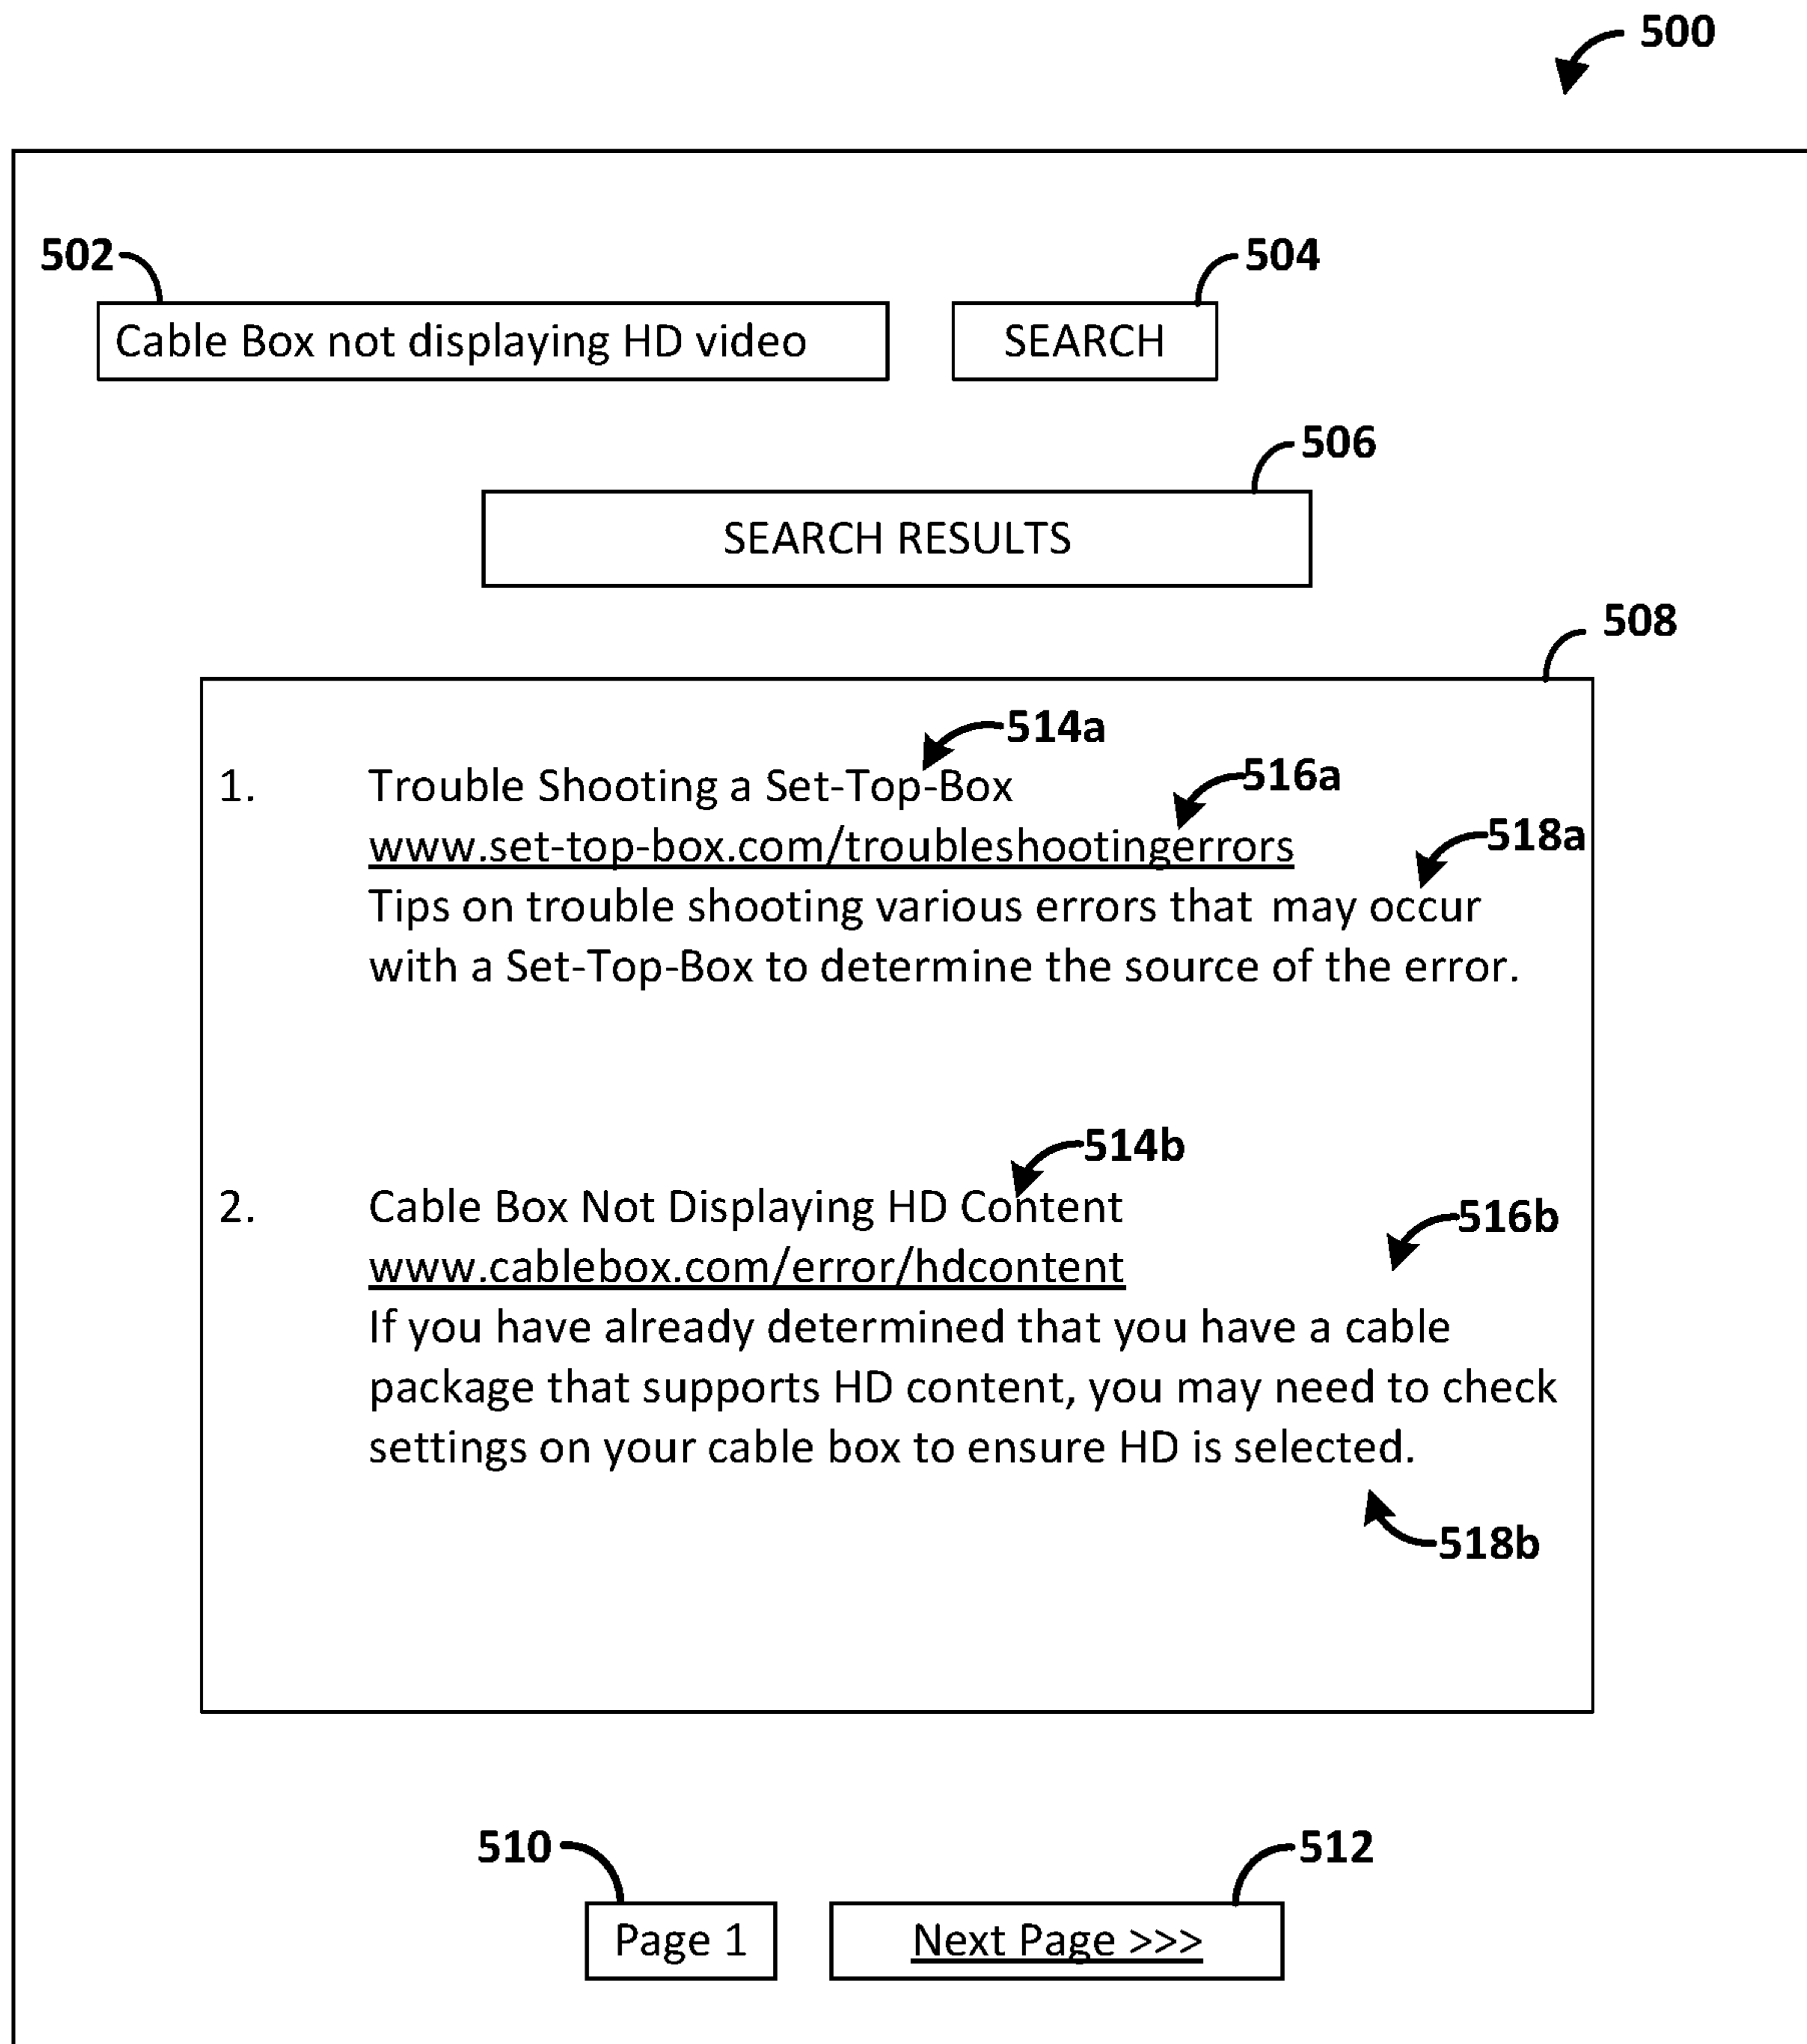 500
502
504
Cable Box not displaying HD video SEARCH
506
SEARCH RESULTS
508
514a
1. Trouble Shooting a Set-Top-Box
516a
www.set-top-box.com/troubleshootingerrors
518a
Tips on trouble shooting various errors that may occur
with a Set-Top-Box to determine the source of the error.
514b
2. Cable Box Not Displaying HD Content
516b
www.cablebox.com/error/hdcontent
If you have already determined that you have a cable
package that supports HD content, you may need to check
settings on your cable box to ensure HD is selected.
518b
510
512
Page 1 Next Page >>>